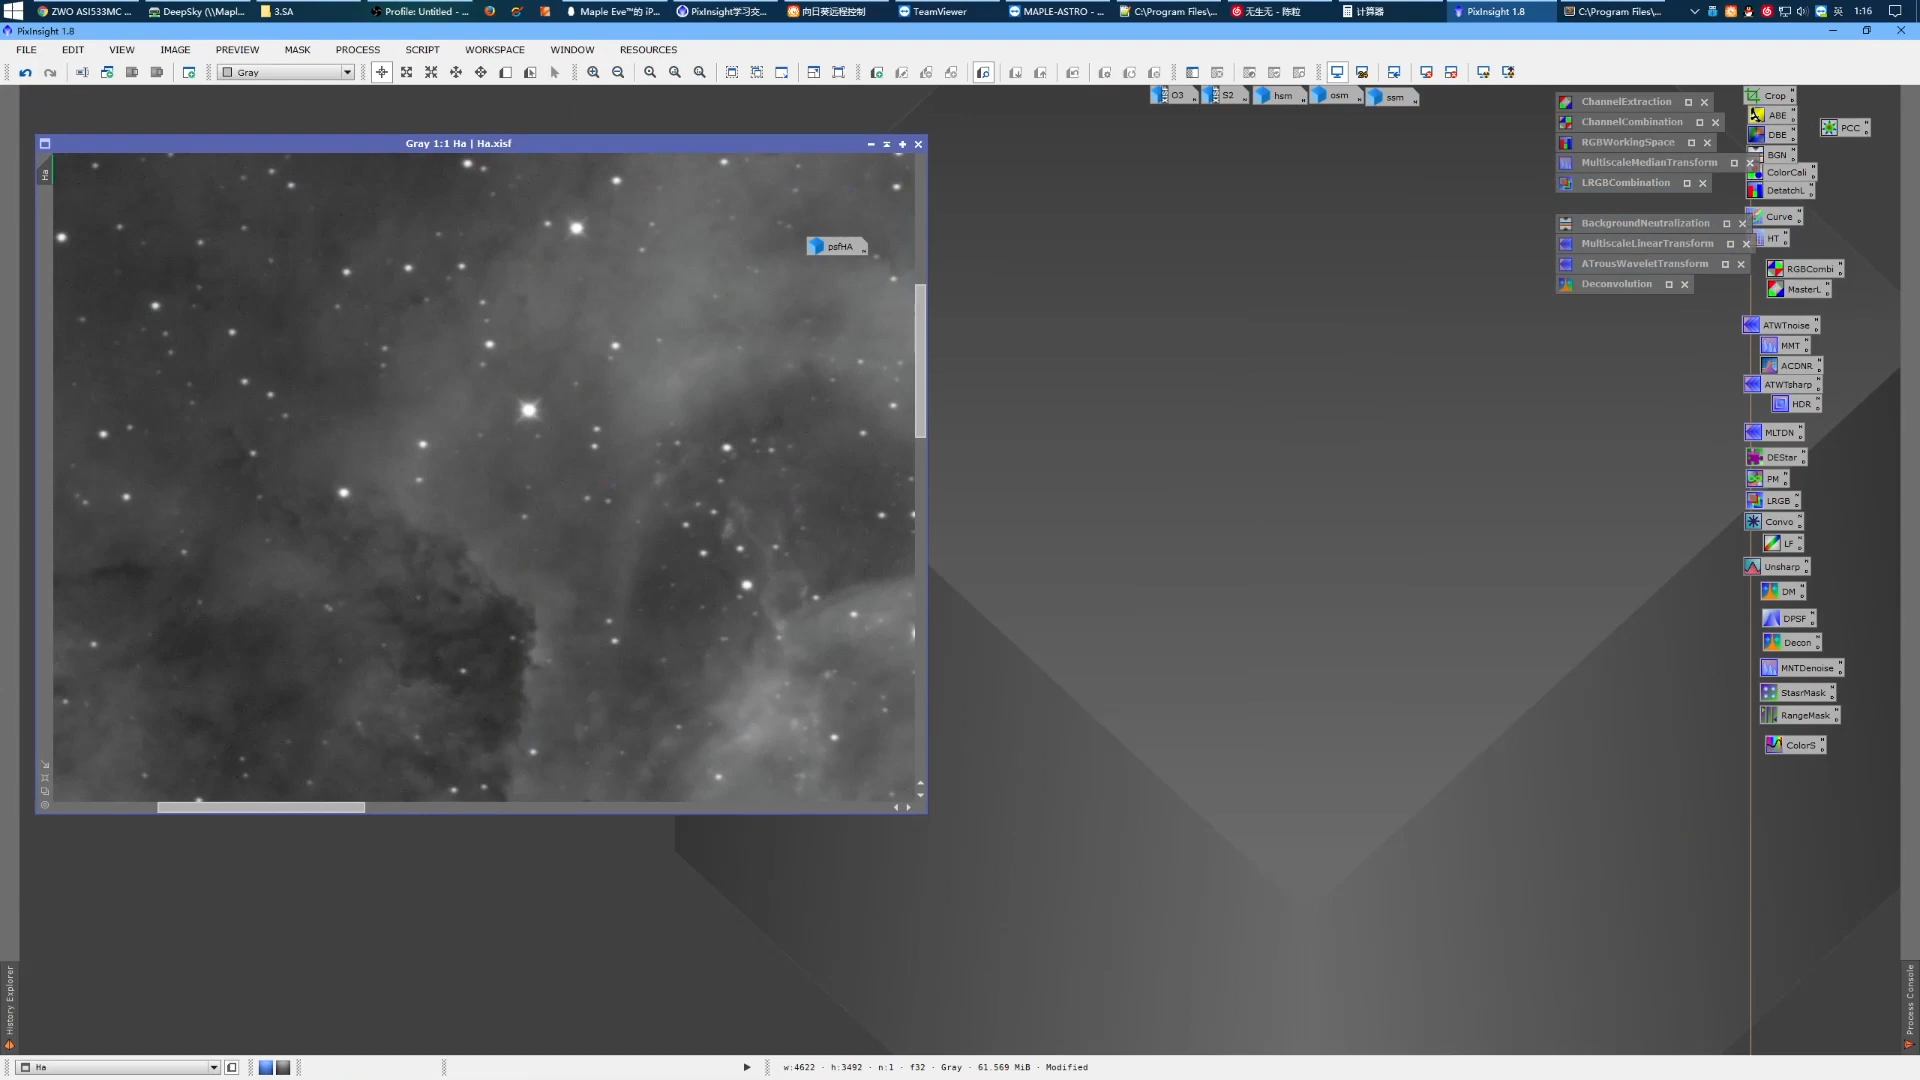 ZWO ASI533MC ...
DeepSky (\\Mapl...
3.SA
Profile: Untitled - ...
Maple Eve™的 iP...
PixInsight学习交...
向日葵远程控制
TeamViewer
MAPLE-ASTRO - ...
C:\Program Files\...
无生无 - 陈粒
计算器
PixInsight 1.8
C:\Program Files\...
英
1:16
PixInsight 1.8
FILE EDIT VIEW IMAGE PREVIEW MASK PROCESS SCRIPT WORKSPACE WINDOW RESOURCES
Gray
O3
S2
hsm
osm
ssm
ChannelExtraction
ChannelCombination
RGBWorkingSpace
MultiscaleMedianTransform
LRGBCombination
BackgroundNeutralization
MultiscaleLinearTransform
ATrousWaveletTransform
Deconvolution
Crop
ABE
PCC
DBE
BGN
ColorCali
DetatchL
Curve
HT
RGBCombi
MasterL
ATWTnoise
MMT
ACDNR
ATWTsharp
HDR
MLTDN
DEStar
PM
LRGB
Convo
LF
Unsharp
DM
DPSF
Decon
MNTDenoise
StasrMask
RangeMask
ColorS
Gray 1:1 Ha | Ha.xisf
Ha
psfHA
History Explorer
Process Console
Ha
w:4622 · h:3492 · n:1 · f32 · Gray · 61.569 MiB · Modified